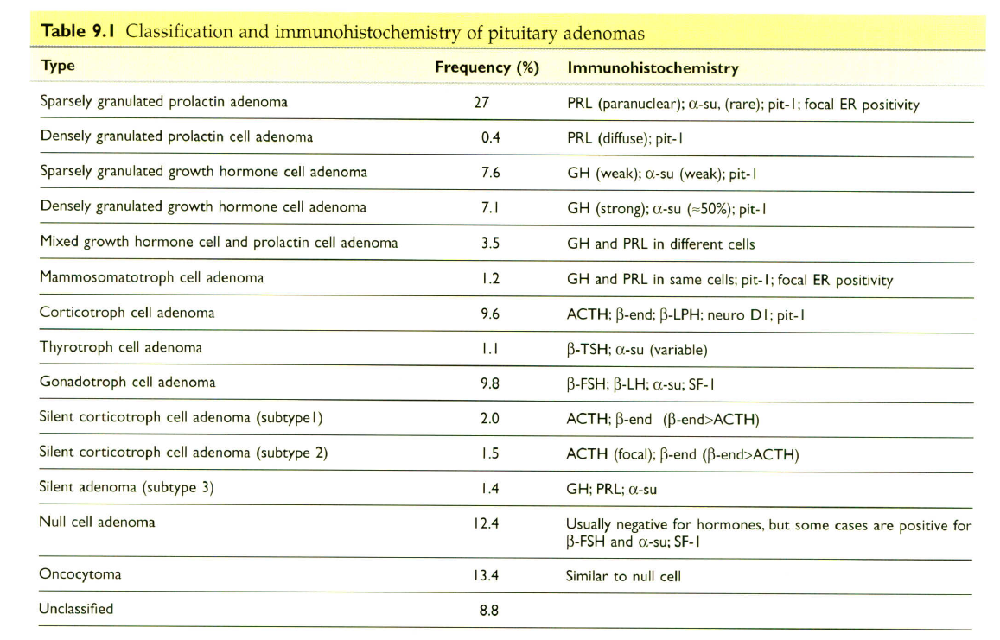 Table 9.1 Classification and immunohistochemistry of pituitary adenomas
Type Frequency (%) Immunohistochemistry
Sparsely granulated prolactin adenoma 27 PRL (paranuclear); α-su, (rare); pit-1; focal ER positivity
Densely granulated prolactin cell adenoma 0.4 PRL (diffuse); pit-1
Sparsely granulated growth hormone cell adenoma 7.6 GH (weak); α-su (weak); pit-1
Densely granulated growth hormone cell adenoma 7.1 GH (strong); α-su (≈50%); pit-1
Mixed growth hormone cell and prolactin cell adenoma 3.5 GH and PRL in different cells
Mammosomatotroph cell adenoma 1.2 GH and PRL in same cells; pit-1; focal ER positivity
Corticotroph cell adenoma 9.6 ACTH; β-end; β-LPH; neuro D1; pit-1
Thyrotroph cell adenoma 1.1 β-TSH; α-su (variable)
Gonadotroph cell adenoma 9.8 β-FSH; β-LH; α-su; SF-1
Silent corticotroph cell adenoma (subtype1) 2.0 ACTH; β-end (β-end>ACTH)
Silent corticotroph cell adenoma (subtype 2) 1.5 ACTH (focal); β-end (β-end>ACTH)
Silent adenoma (subtype 3) 1.4 GH; PRL; α-su
Null cell adenoma 12.4 Usually negative for hormones, but some cases are positive for
β-FSH and α-su; SF-1
Oncocytoma 13.4 Similar to null cell
Unclassified 8.8